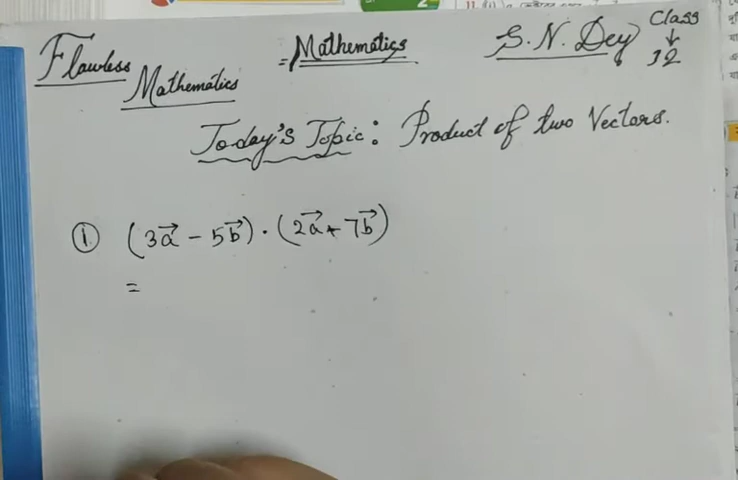 Flawless Mathematics
= Mathematics
S. N. Dey
Class
↓
12
Today's Topic: Product of two Vectors.
① (3a⃗ - 5b⃗) . (2a⃗ + 7b⃗)
=